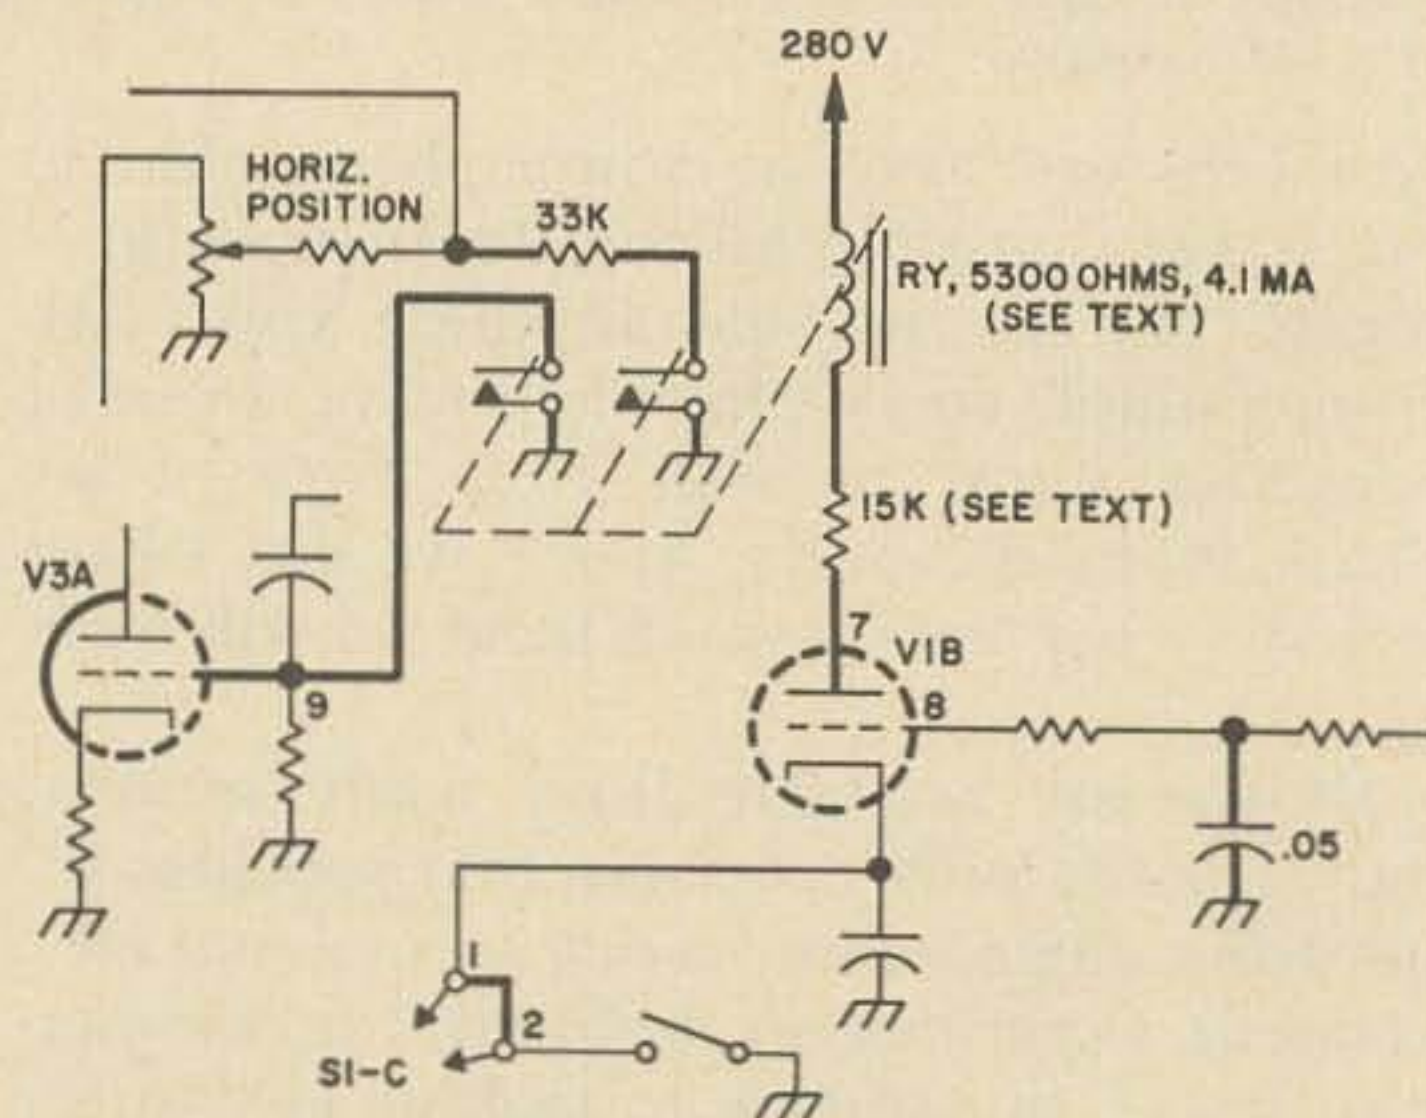 280 V
HORIZ.
POSITION
33K
RY, 5300 OHMS, 4.1 MA
(SEE TEXT)
15K (SEE TEXT)
V3A
7
V1B
9
8
.05
1
2
S1-C